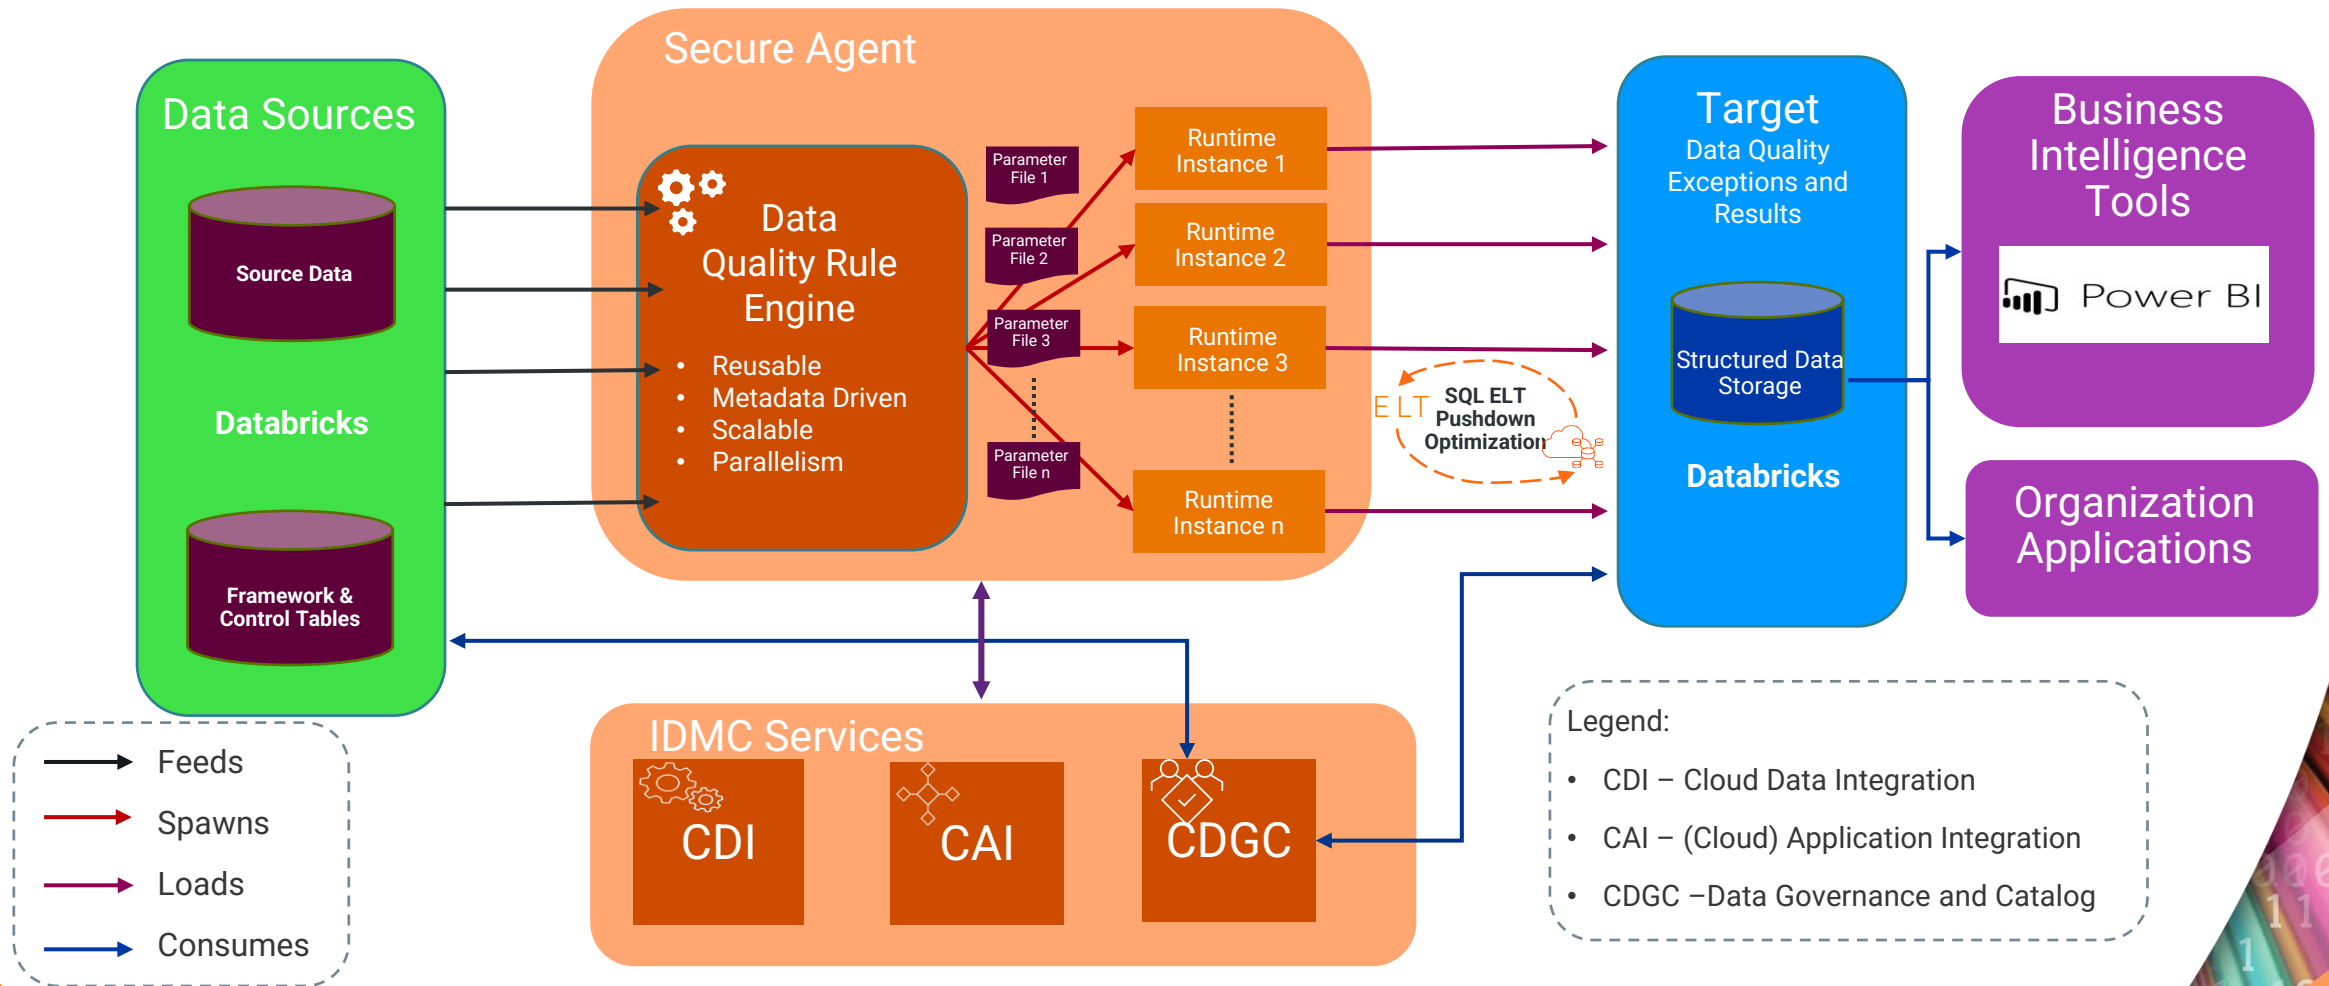 Data Sources
Source Data
Databricks
Framework &
Control Tables
Secure Agent
Data
Quality Rule
Engine
• Reusable
• Metadata Driven
• Scalable
• Parallelism
Parameter
File 1
Parameter
File 2
Parameter
File 3
Parameter
File n
Runtime
Instance 1
Runtime
Instance 2
Runtime
Instance 3
Runtime
Instance n
ELT
SQL ELT
Pushdown
Optimization
Target
Data Quality
Exceptions and
Results
Structured Data
Storage
Databricks
Business
Intelligence
Tools
Power BI
Organization
Applications
IDMC Services
CDI
CAI
CDGC
Feeds
Spawns
Loads
Consumes
Legend:
• CDI – Cloud Data Integration
• CAI – (Cloud) Application Integration
• CDGC –Data Governance and Catalog